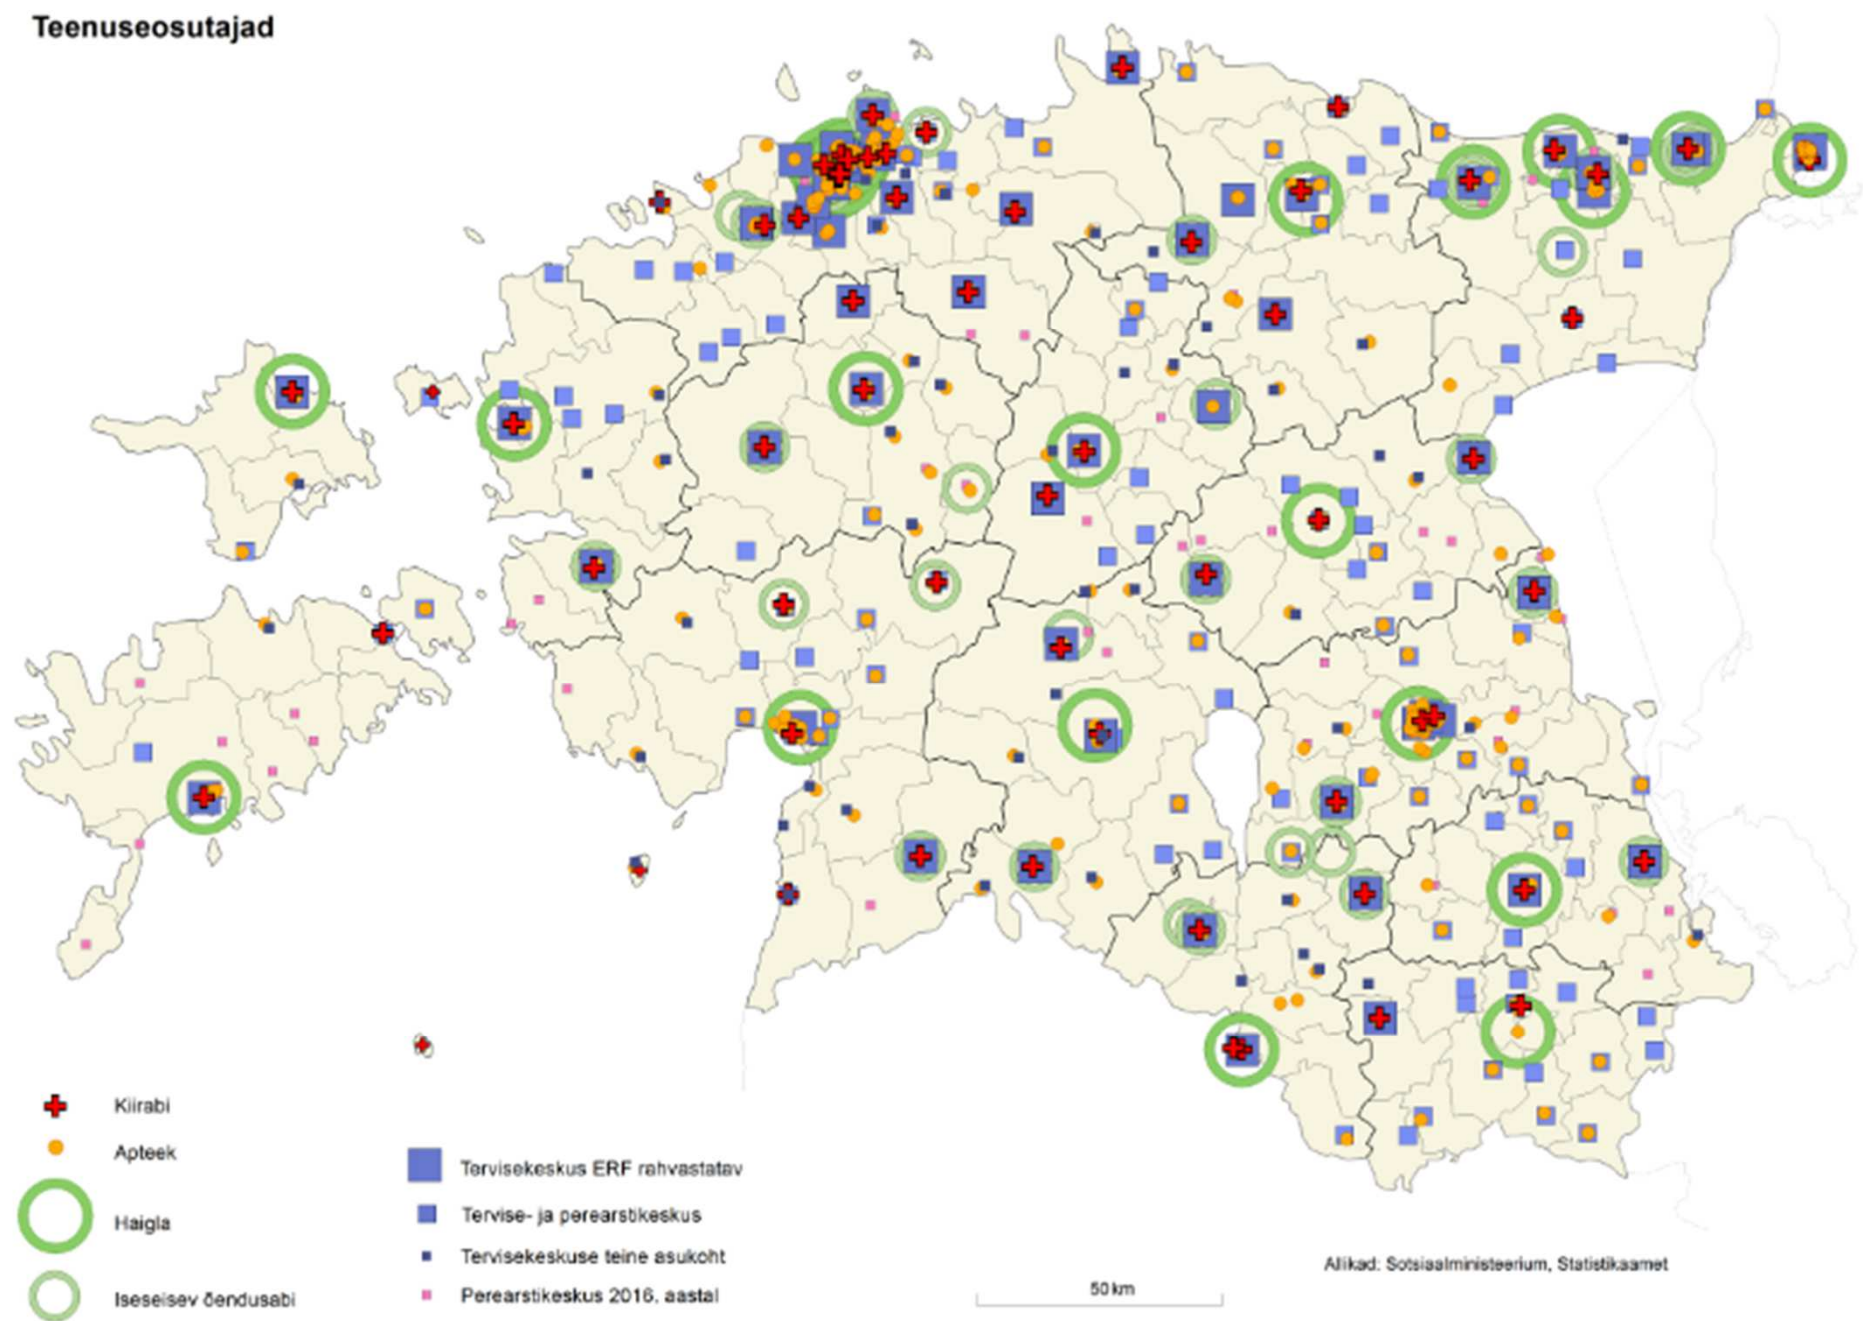 Teenuseosutajad
Kiirabi
Apteek
Haigla
Iseseisev õendusabi
Tervisekeskus ERF rahvastatav
Tervise- ja perearstikeskus
Tervisekeskuse teine asukoht
Perearstikeskus 2016. aastal
50 km
Allikad: Sotsiaalministeerium, Statistikaamet